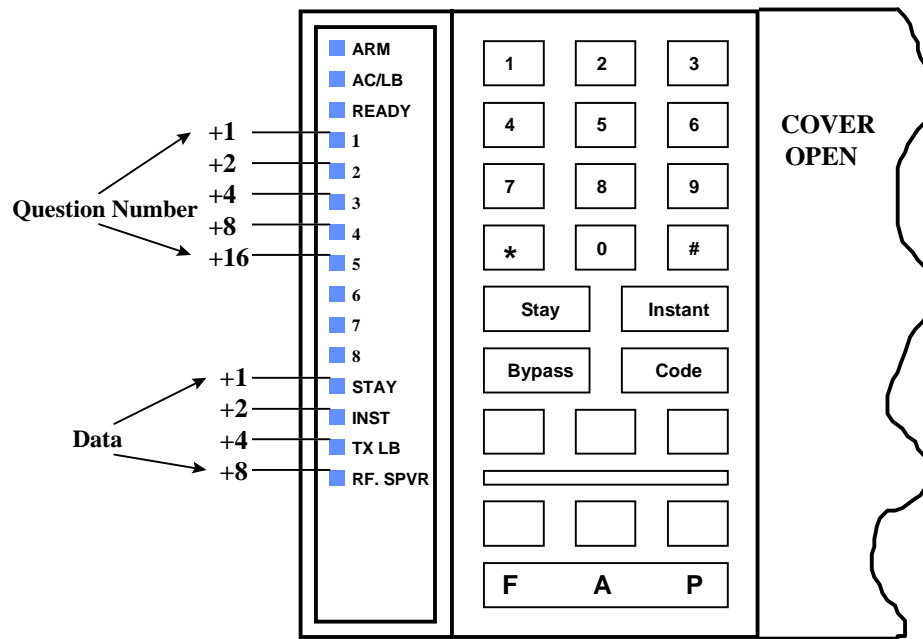 ARM
AC/LB
READY
1
2
3
4
5
6
7
8
STAY
INST
TX LB
RF. SPVR
+1
+2
+4
+8
+16
Question Number
+1
+2
+4
+8
Data
1 2 3
4 5 6
7 8 9
* 0 #
Stay Instant
Bypass Code
F A P
COVER
OPEN